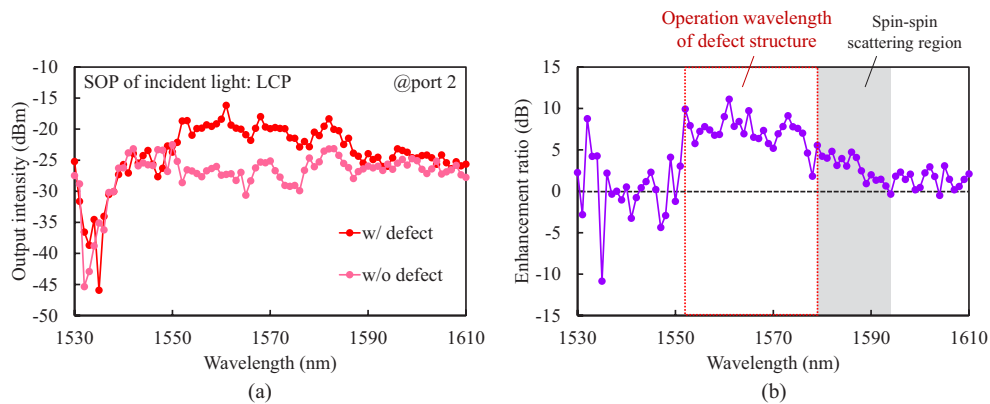 SOP of incident light: LCP
@port 2
-10
-15
-20
-25
-30
-35
-40
-45
-50
Output intensity (dBm)
w/ defect
w/o defect
1530
1550
1570
1590
1610
Wavelength (nm)
(a)
Operation wavelength
of defect structure
Spin-spin
scattering region
15
10
5
0
-5
-10
-15
Enhancement ratio (dB)
1530
1550
1570
1590
1610
Wavelength (nm)
(b)